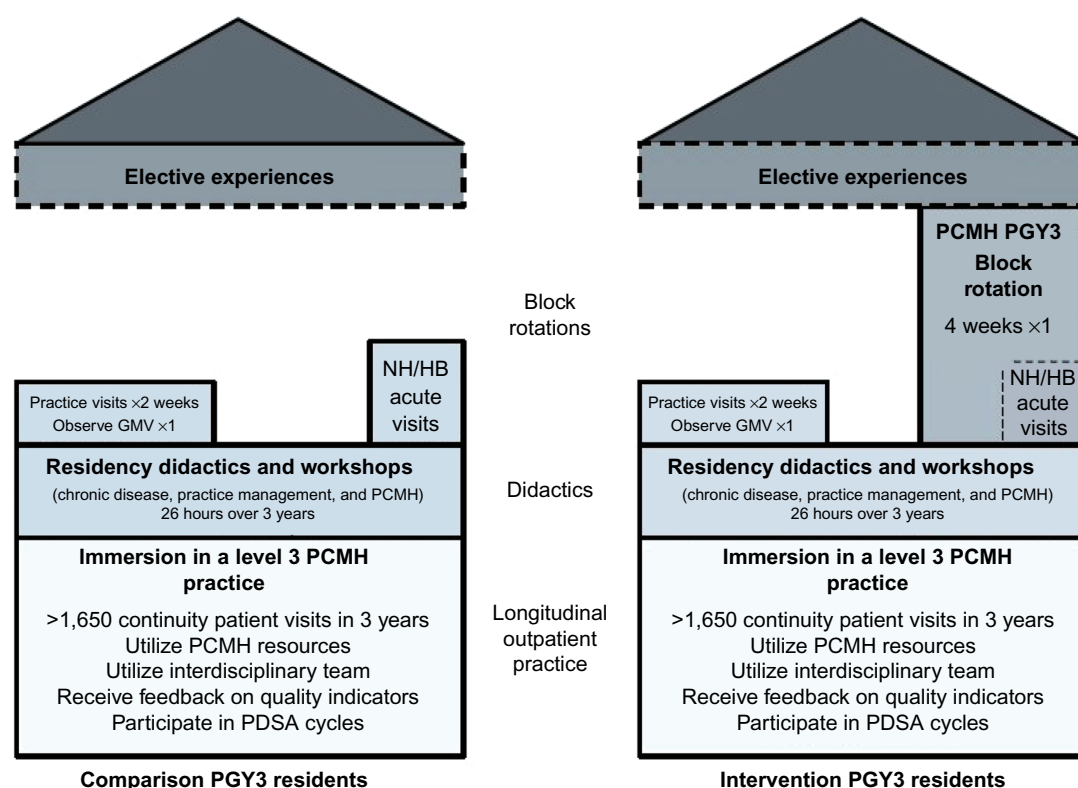 Elective experiences
NH/HB
acute
visits
Practice visits ×2 weeks
Observe GMV ×1
Residency didactics and workshops
(chronic disease, practice management, and PCMH)
26 hours over 3 years
Immersion in a level 3 PCMH
practice
>1,650 continuity patient visits in 3 years
Utilize PCMH resources
Utilize interdisciplinary team
Receive feedback on quality indicators
Participate in PDSA cycles
Comparison PGY3 residents
Block
rotations
Didactics
Longitudinal
outpatient
practice
Elective experiences
PCMH PGY3
Block
rotation
4 weeks ×1
NH/HB
acute
visits
Practice visits ×2 weeks
Observe GMV ×1
Residency didactics and workshops
(chronic disease, practice management, and PCMH)
26 hours over 3 years
Immersion in a level 3 PCMH
practice
>1,650 continuity patient visits in 3 years
Utilize PCMH resources
Utilize interdisciplinary team
Receive feedback on quality indicators
Participate in PDSA cycles
Intervention PGY3 residents